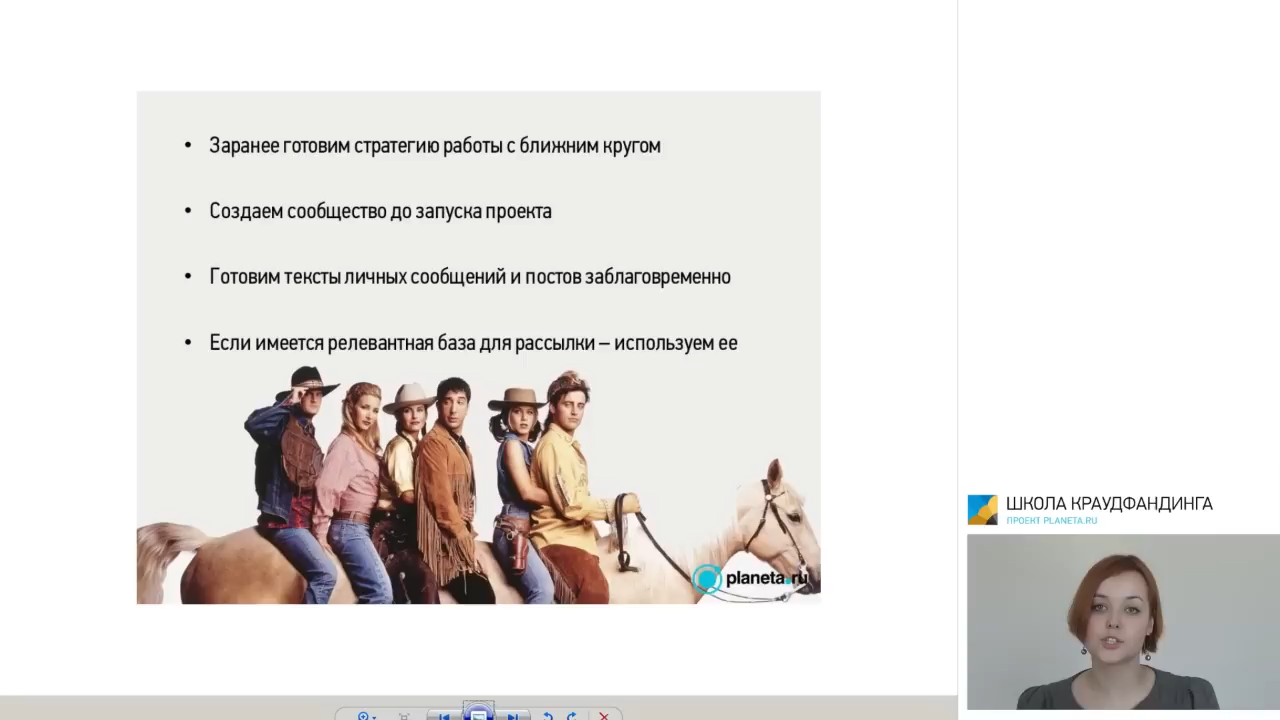 • Заранее готовим стратегию работы с ближним кругом
• Создаем сообщество до запуска проекта
• Готовим тексты личных сообщений и постов заблаговременно
• Если имеется релевантная база для рассылки – используем ее
planeta.ru
ШКОЛА КРАУДФАНДИНГА
ПРОЕКТ PLANETA.RU